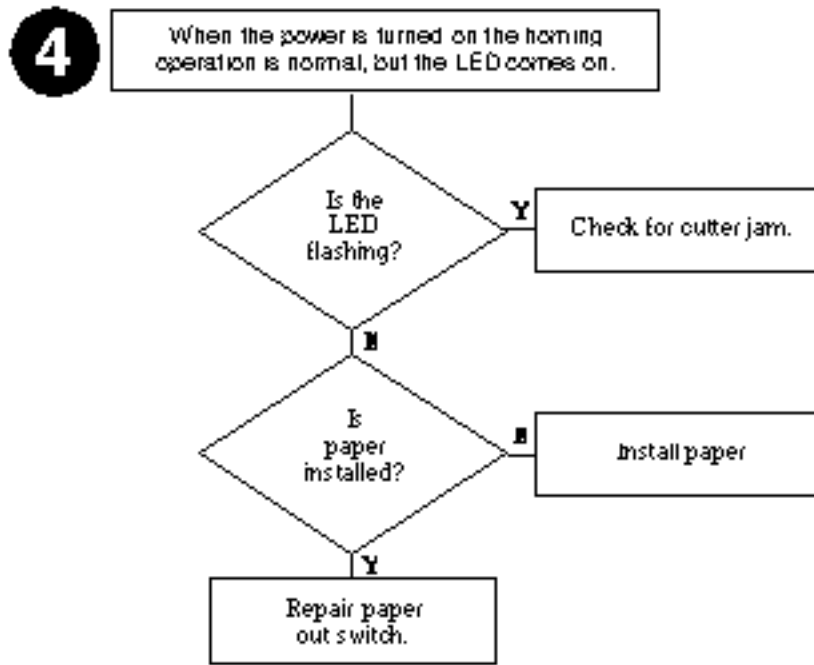 4
When the power is turned on the homing
operation is normal, but the LED comes on.
Is the
LED
flashing?
Y
Check for cutter jam.
N
Is
paper
installed?
N
Install paper
Y
Repair paper
out switch.